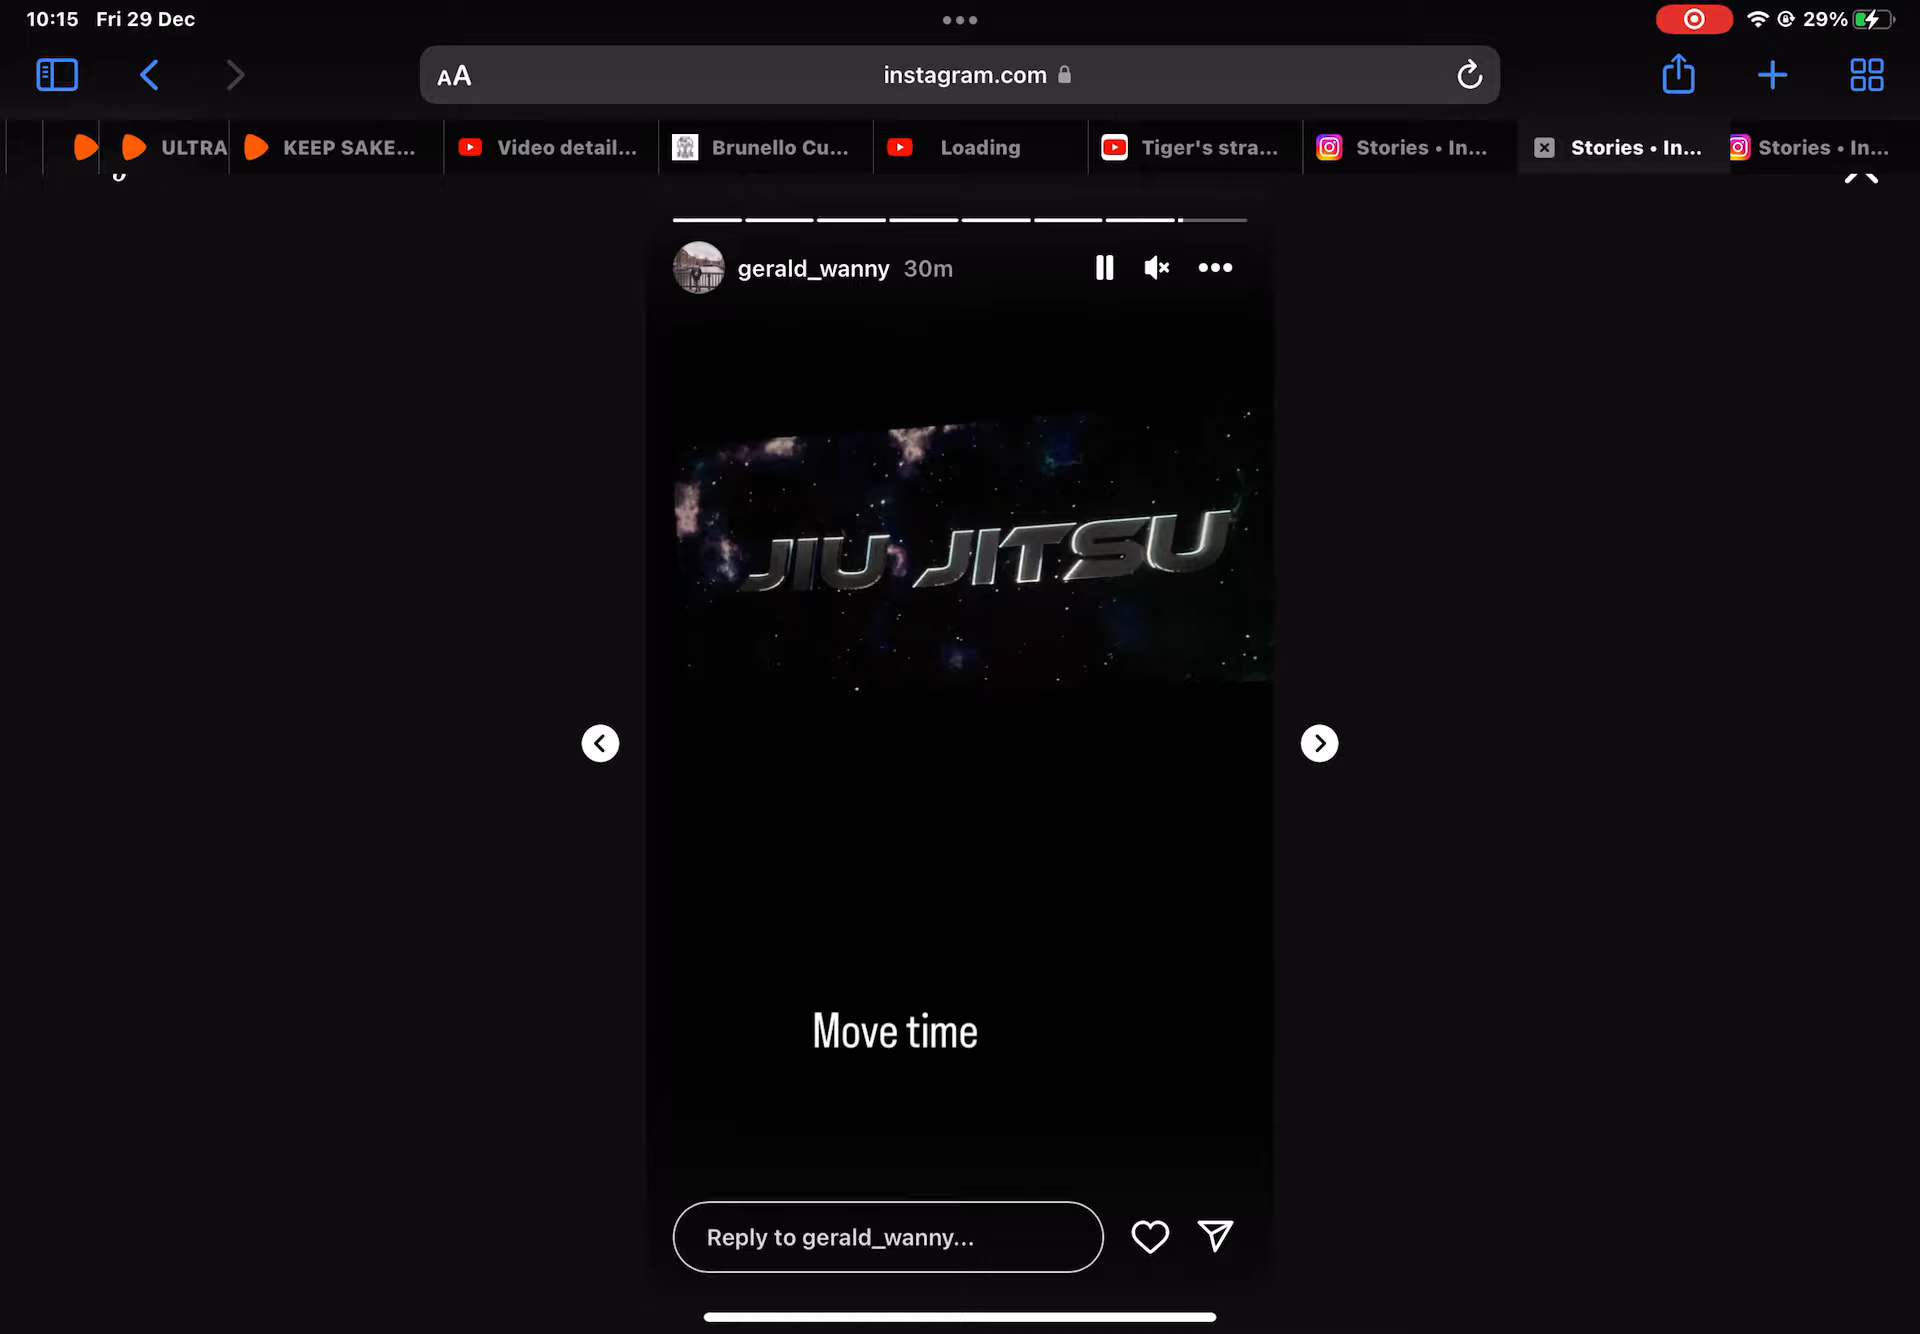 10:15 Fri 29 Dec
29%
AA
instagram.com
ULTRA
KEEP SAKE...
Video detail...
Brunello Cu...
Loading
Tiger's stra...
Stories • In...
Stories • In...
Stories • In...
gerald_wanny 30m
JIU JITSU
Move time
Reply to gerald_wanny...